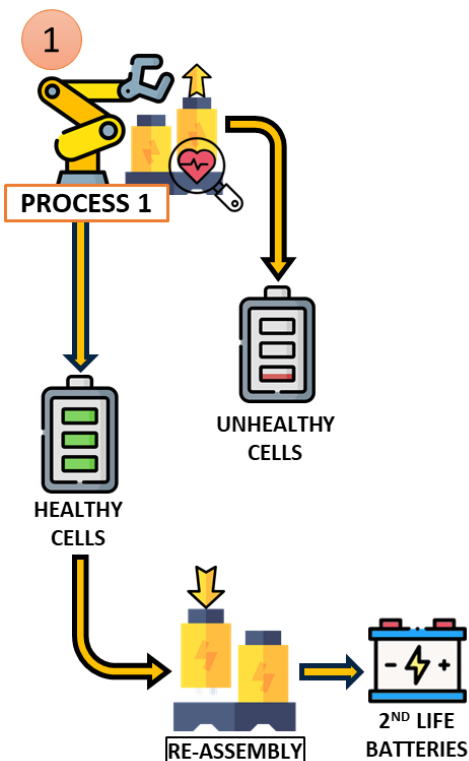 1
PROCESS 1
UNHEALTHY
CELLS
HEALTHY
CELLS
- +
RE-ASSEMBLY
2ND LIFE
BATTERIES